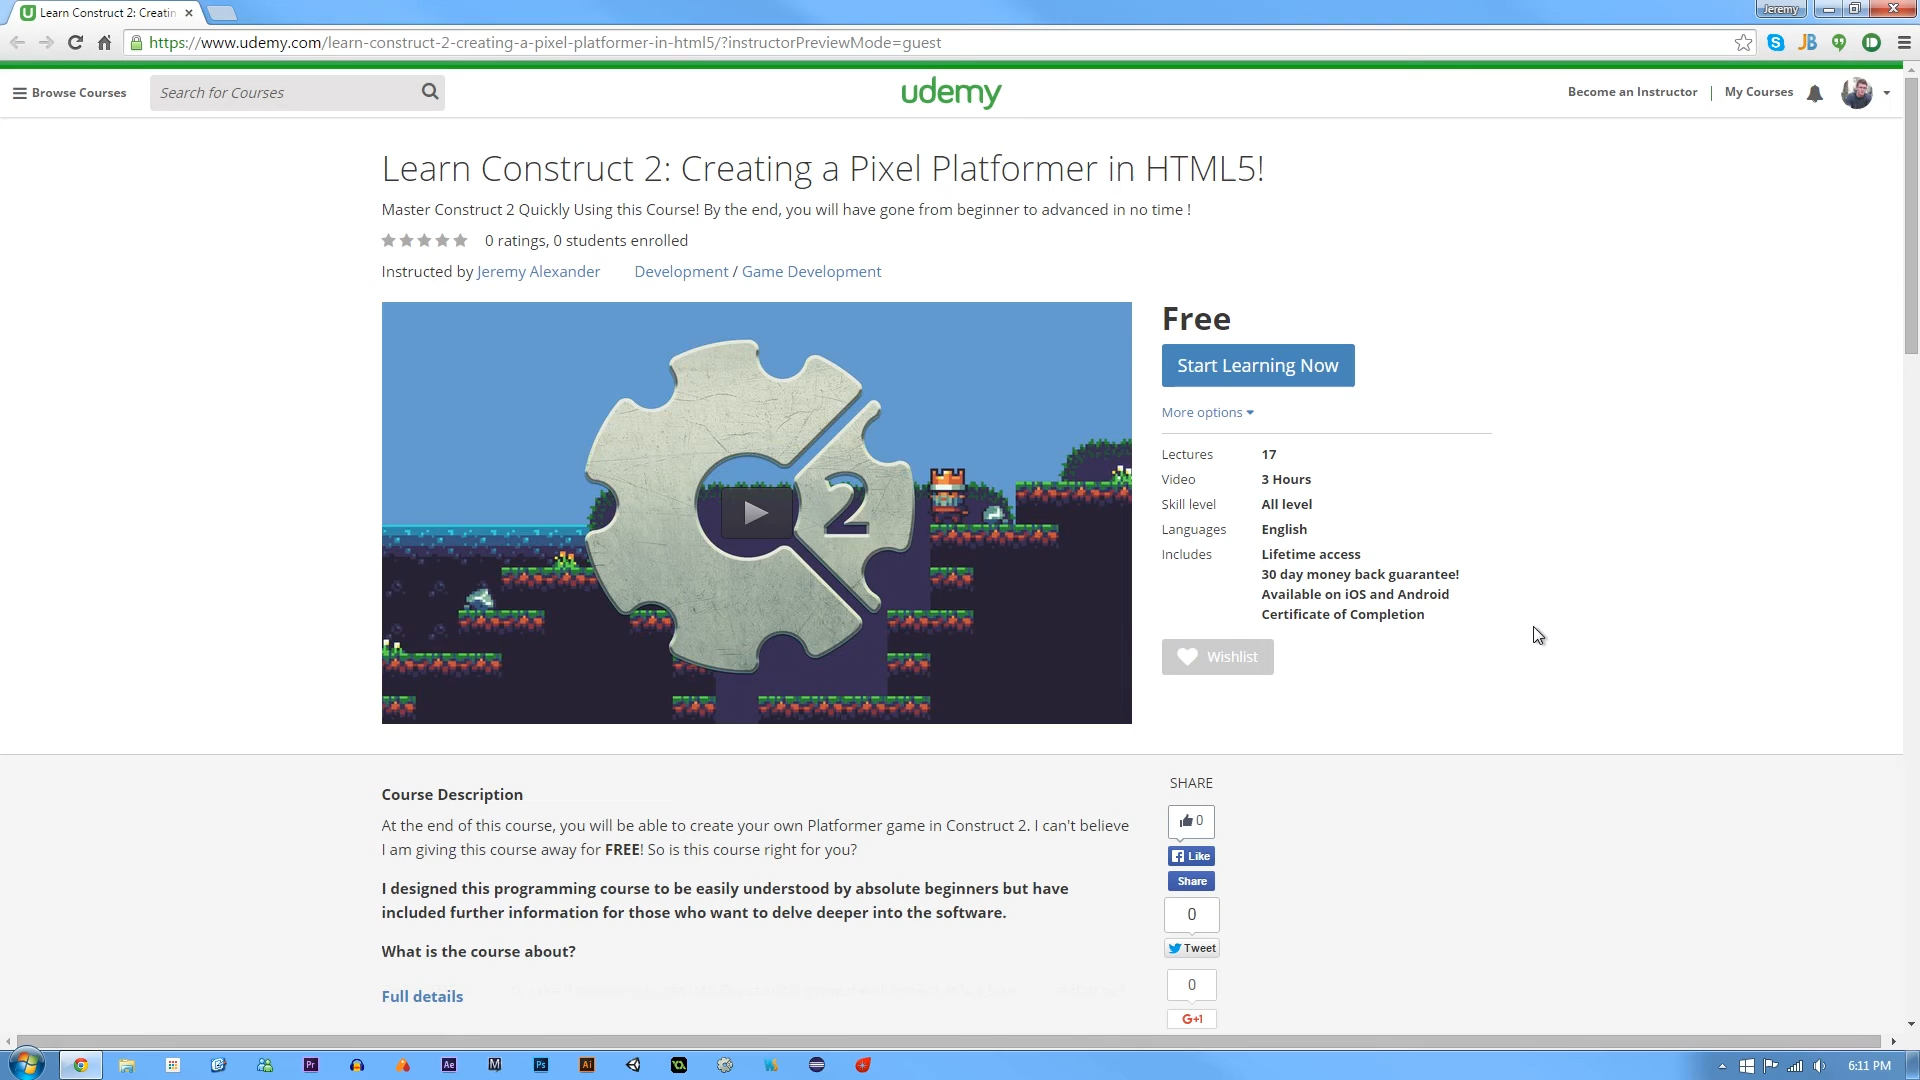 Learn Construct 2: Creatin
Jeremy
https://www.udemy.com/learn-construct-2-creating-a-pixel-platformer-in-html5/?instructorPreviewMode=guest
JB
Browse Courses
Search for Courses
udemy
Become an Instructor | My Courses
Learn Construct 2: Creating a Pixel Platformer in HTML5!
Master Construct 2 Quickly Using this Course! By the end, you will have gone from beginner to advanced in no time !
0 ratings, 0 students enrolled
Instructed by Jeremy Alexander Development / Game Development
2
Free
Start Learning Now
More options
Lectures 17
Video 3 Hours
Skill level All level
Languages English
Includes Lifetime access
30 day money back guarantee!
Available on iOS and Android
Certificate of Completion
Wishlist
Course Description
At the end of this course, you will be able to create your own Platformer game in Construct 2. I can't believe
I am giving this course away for FREE! So is this course right for you?
I designed this programming course to be easily understood by absolute beginners but have
included further information for those who want to delve deeper into the software.
What is the course about?
Full details
SHARE
0
Like
Share
0
Tweet
0
G+1
Pr
Ae
M
Ps
Ai
6:11 PM